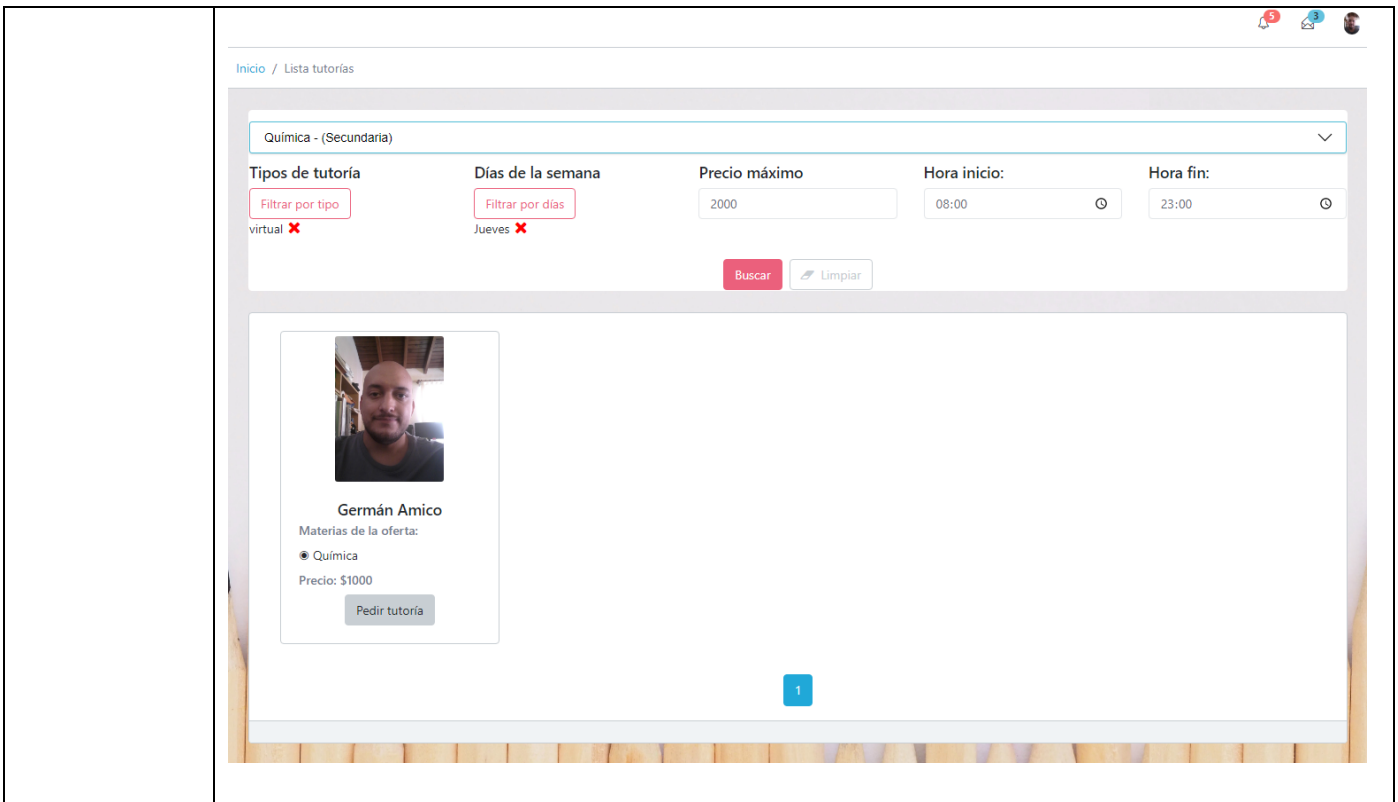 5 3
Inicio / Lista tutorías
Química - (Secundaria)
Tipos de tutoría Días de la semana Precio máximo Hora inicio: Hora fin:
Filtrar por tipo Filtrar por días 2000 08:00 23:00
virtual Jueves
Buscar Limpiar
Germán Amico
Materias de la oferta:
Química
Precio: $1000
Pedir tutoría
1